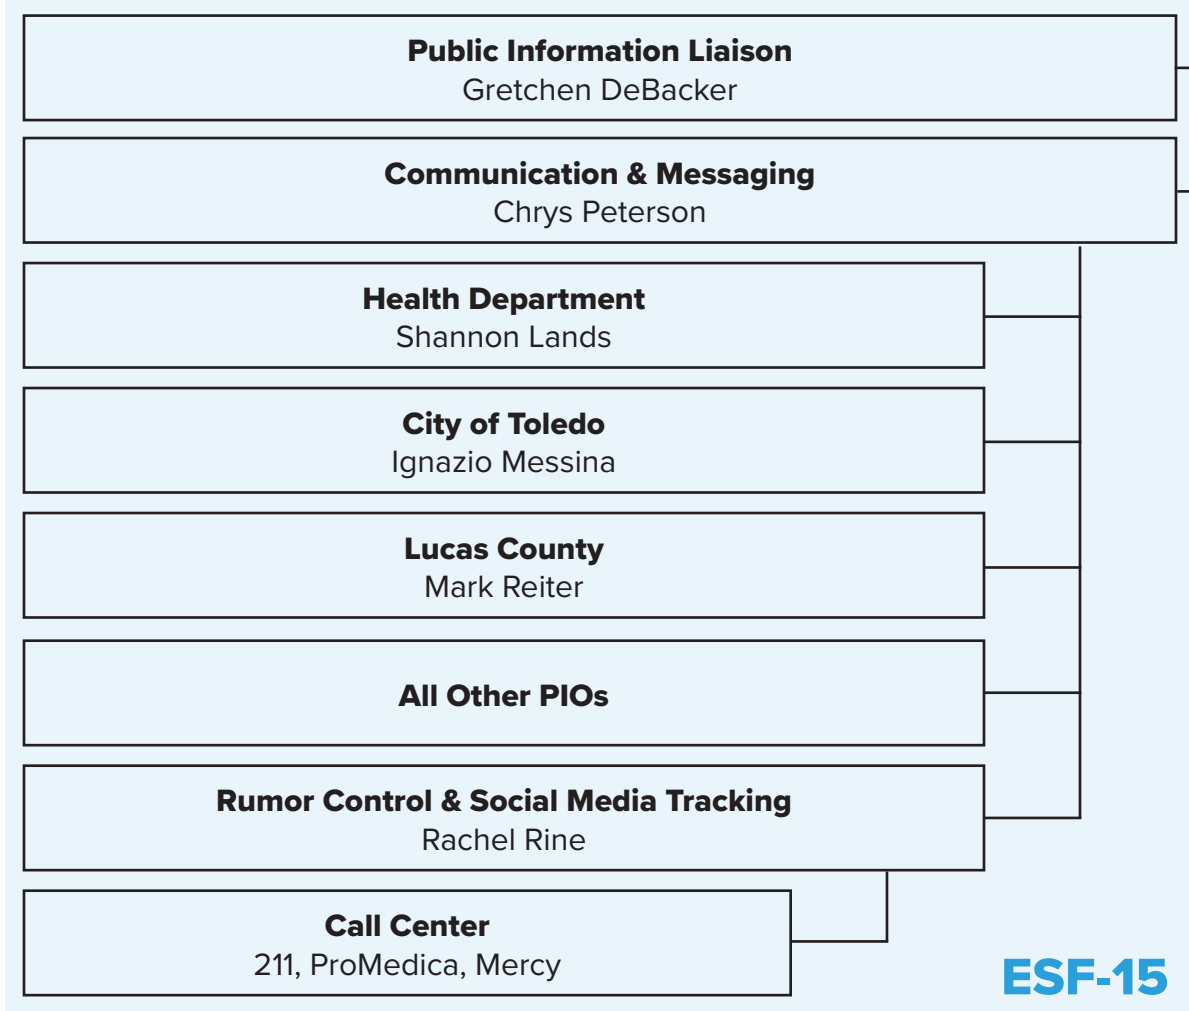 Public Information Liaison
Gretchen DeBacker
Communication & Messaging
Chrys Peterson
Health Department
Shannon Lands
City of Toledo
Ignazio Messina
Lucas County
Mark Reiter
All Other PIOs
Rumor Control & Social Media Tracking
Rachel Rine
Call Center
211, ProMedica, Mercy
ESF-15